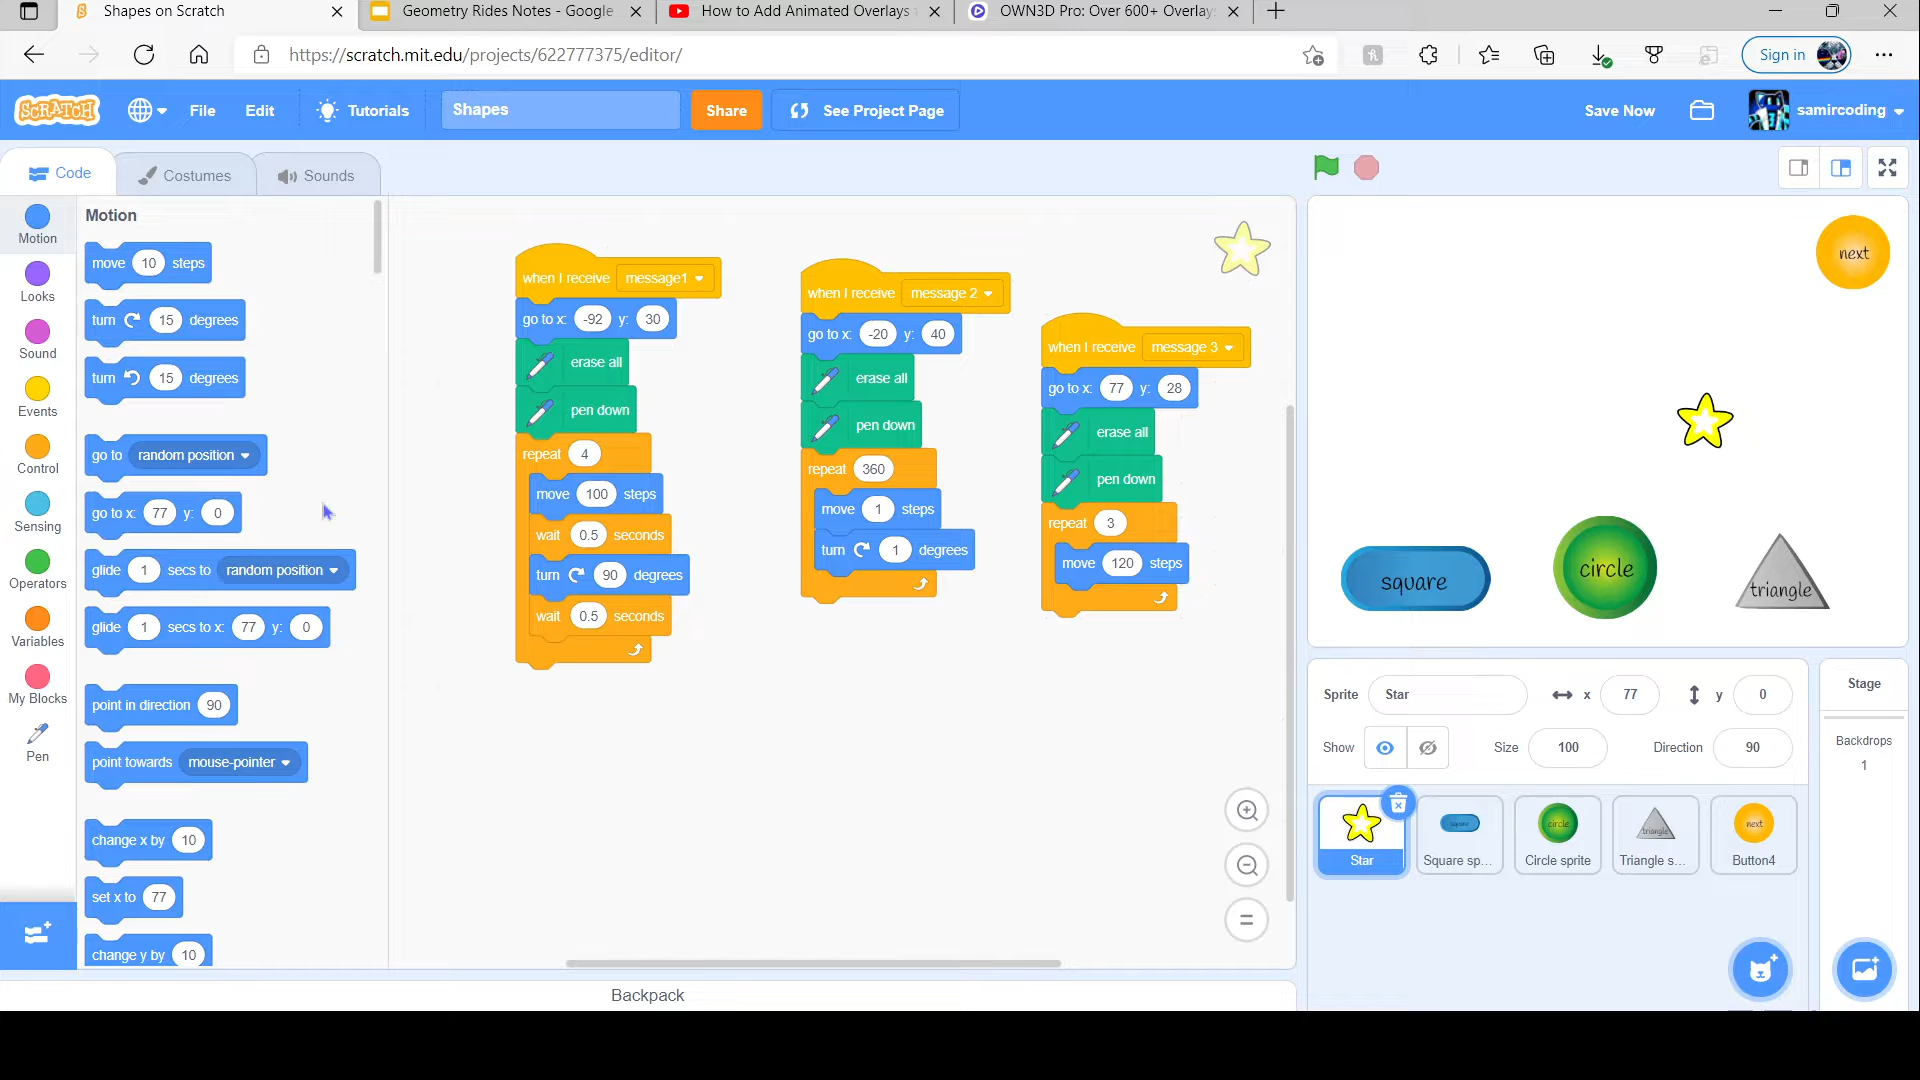 Shapes on Scratch
Geometry Rides Notes - Google
How to Add Animated Overlays
OWN3D Pro: Over 600+ Overlay
https://scratch.mit.edu/projects/622777375/editor/
Sign in
SCRATCH
File
Edit
Tutorials
Shapes
Share
See Project Page
Save Now
samircoding
Code
Costumes
Sounds
Motion
Looks
Sound
Events
Control
Sensing
Operators
Variables
My Blocks
Pen
Motion
move 10 steps
turn 15 degrees
turn 15 degrees
go to random position
go to x: 77 y: 0
glide 1 secs to random position
glide 1 secs to x: 77 y: 0
point in direction 90
point towards mouse-pointer
change x by 10
set x to 77
change y by 10
when I receive message1
go to x: -92 y: 30
erase all
pen down
repeat 4
move 100 steps
wait 0.5 seconds
turn 90 degrees
wait 0.5 seconds
when I receive message 2
go to x: -20 y: 40
erase all
pen down
repeat 360
move 1 steps
turn 1 degrees
when I receive message 3
go to x: 77 y: 28
erase all
pen down
repeat 3
move 120 steps
Backpack
next
square
circle
triangle
Sprite Star x 77 y 0
Show Size 100 Direction 90
Star
square
Square sp...
circle
Circle sprite
triangle
Triangle s...
next
Button4
Stage
Backdrops
1